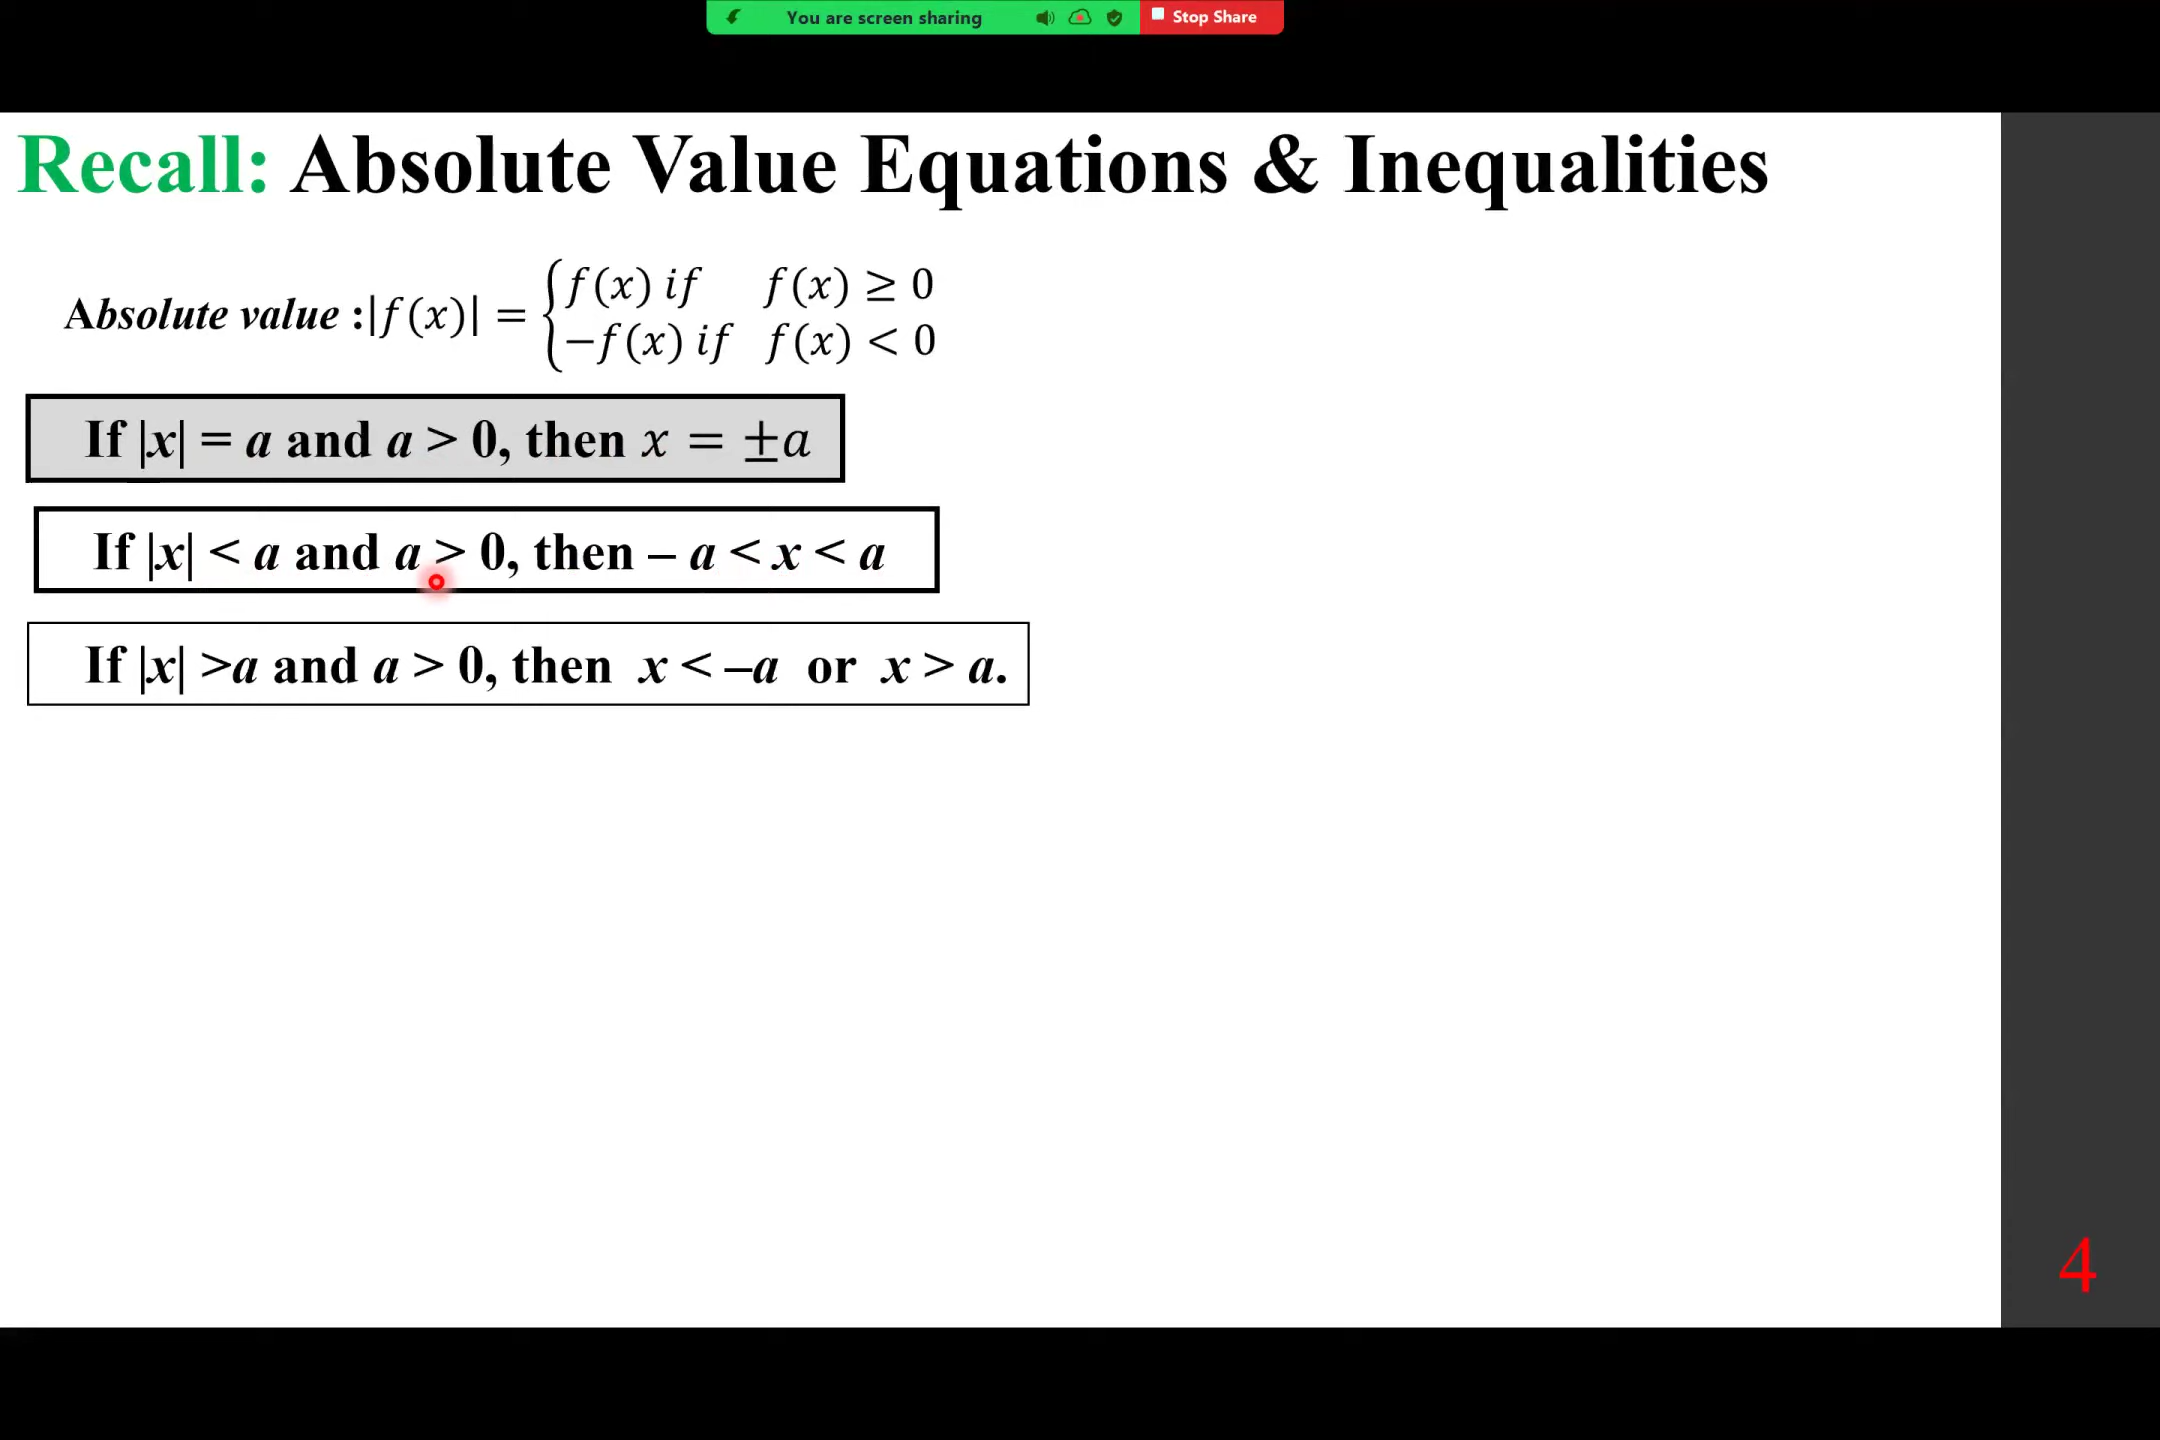 You are screen sharing Stop Share
Recall: Absolute Value Equations & Inequalities
Absolute value :|f(x)| = {f(x) if f(x) ≥ 0
−f(x) if f(x) < 0
If |x| = a and a > 0, then x = ±a
If |x| < a and a > 0, then – a < x < a
If |x| >a and a > 0, then x < –a or x > a.
4